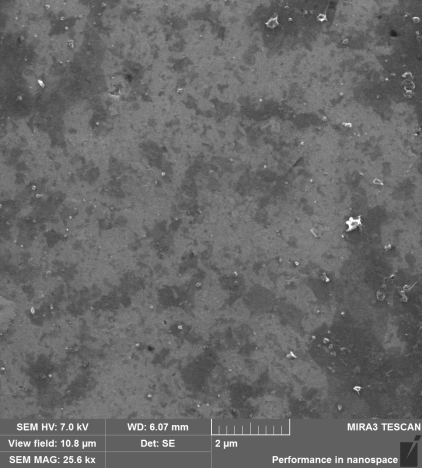 SEM HV: 7.0 kV
WD: 6.07 mm
MIRA3 TESCAN
View field: 10.8 µm
Det: SE
2 µm
SEM MAG: 25.6 kx
Performance in nanospace